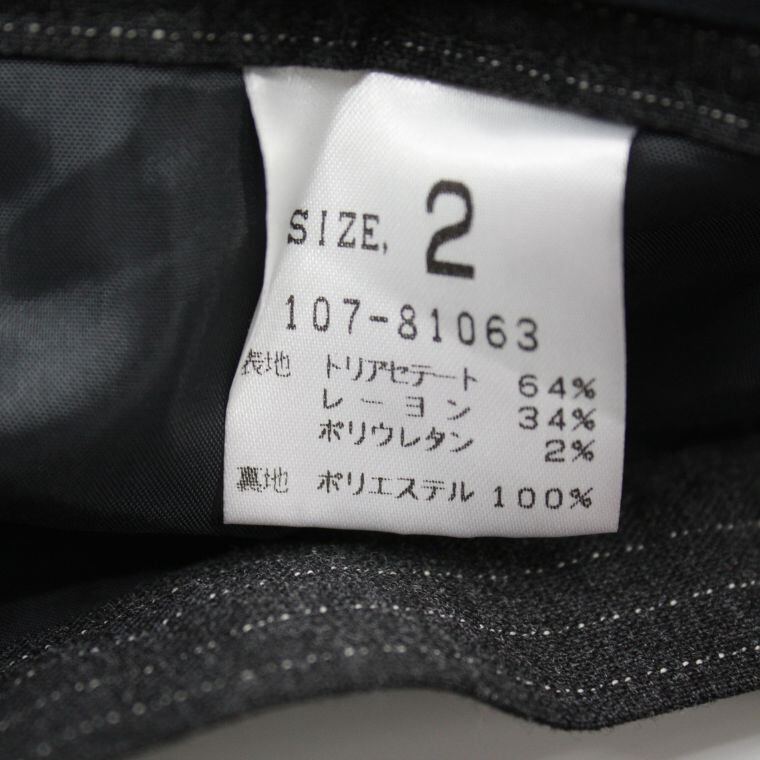 SIZE, 2
107-81063
表地 トリアセテート 64%
レーヨン 34%
ポリウレタン 2%
裏地 ポリエステル 100%